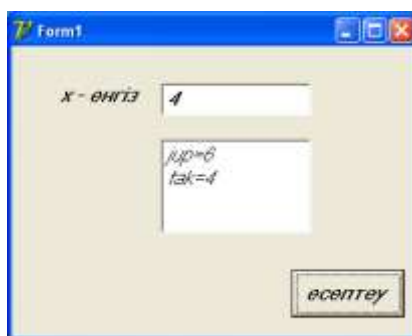 Form1
х - енгіз 4
jup=6
tak=4
есептеу